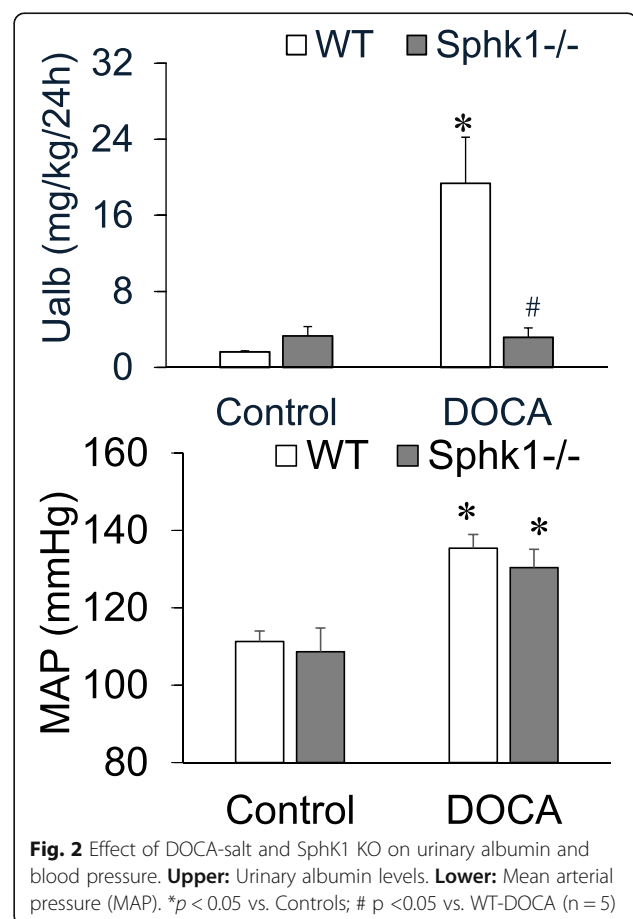 WT Sphk1-/-
Ualb (mg/kg/24h)
32
24
16
8
0
*
#
Control DOCA
WT Sphk1-/-
MAP (mmHg)
160
140
120
100
80
*
*
Control DOCA
Fig. 2 Effect of DOCA-salt and SphK1 KO on urinary albumin and
blood pressure. Upper: Urinary albumin levels. Lower: Mean arterial
pressure (MAP). *p < 0.05 vs. Controls; # p <0.05 vs. WT-DOCA (n = 5)